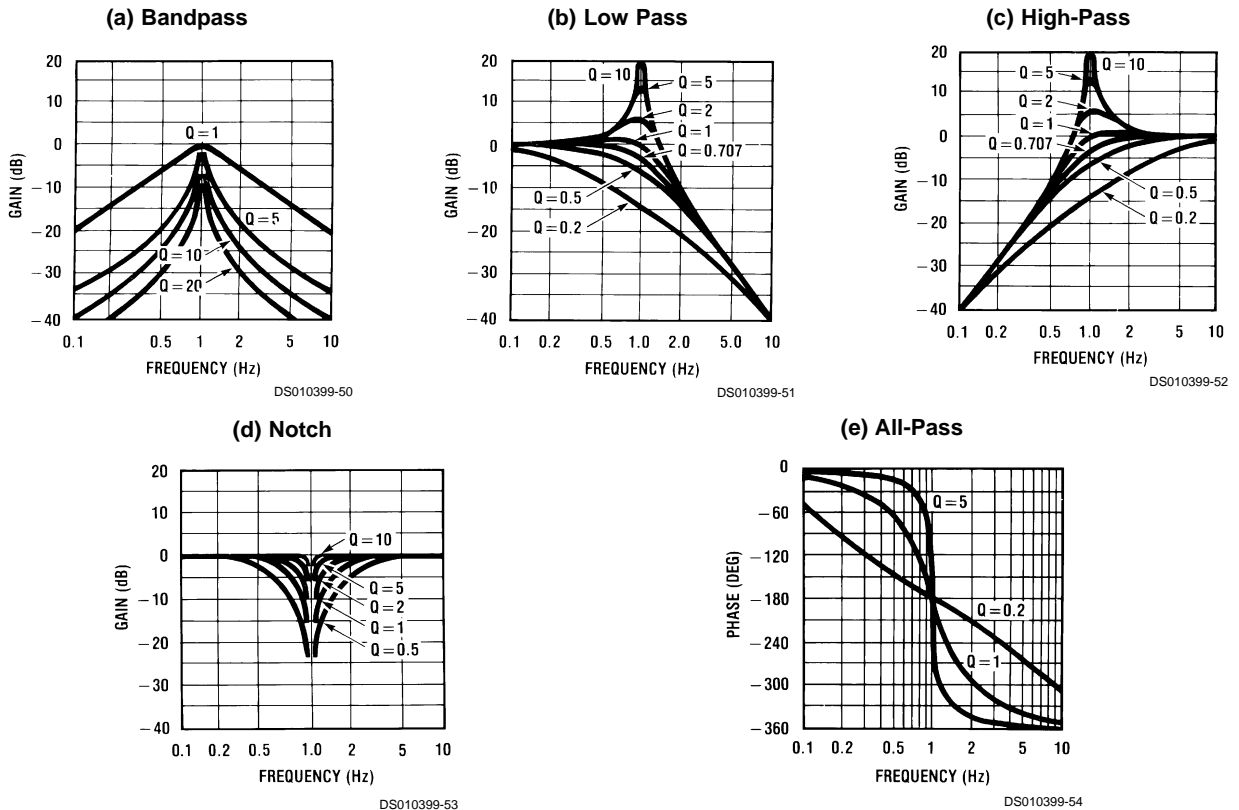 (a) Bandpass
20
10
0
−10
−20
−30
−40
GAIN (dB)
Q = 1
Q = 5
Q = 10
Q = 20
0.1 0.2 0.5 1 2 5 10
FREQUENCY (Hz)
DS010399-50
(b) Low Pass
20
10
0
−10
−20
−30
−40
GAIN (dB)
Q = 10
Q = 5
Q = 2
Q = 1
Q = 0.707
Q = 0.5
Q = 0.2
0.1 0.2 0.5 1.0 2.0 5.0 10
FREQUENCY (Hz)
DS010399-51
(c) High-Pass
20
10
0
−10
−20
−30
−40
GAIN (dB)
Q = 10
Q = 5
Q = 2
Q = 1
Q = 0.707
Q = 0.5
Q = 0.2
0.1 0.2 0.5 1.0 2 5 10
FREQUENCY (Hz)
DS010399-52
(d) Notch
20
10
0
−10
−20
−30
−40
GAIN (dB)
Q = 10
Q = 5
Q = 2
Q = 1
Q = 0.5
0.1 0.2 0.5 1.0 2 5 10
FREQUENCY (Hz)
DS010399-53
(e) All-Pass
0
−60
−120
−180
−240
−300
−360
PHASE (DEG)
Q = 5
Q = 0.2
Q = 1
0.1 0.2 0.5 1 2 5 10
FREQUENCY (Hz)
DS010399-54